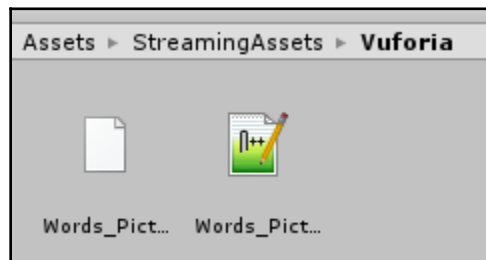 Assets ▸ StreamingAssets ▸ Vuforia
n++
Words_Pict... Words_Pict...